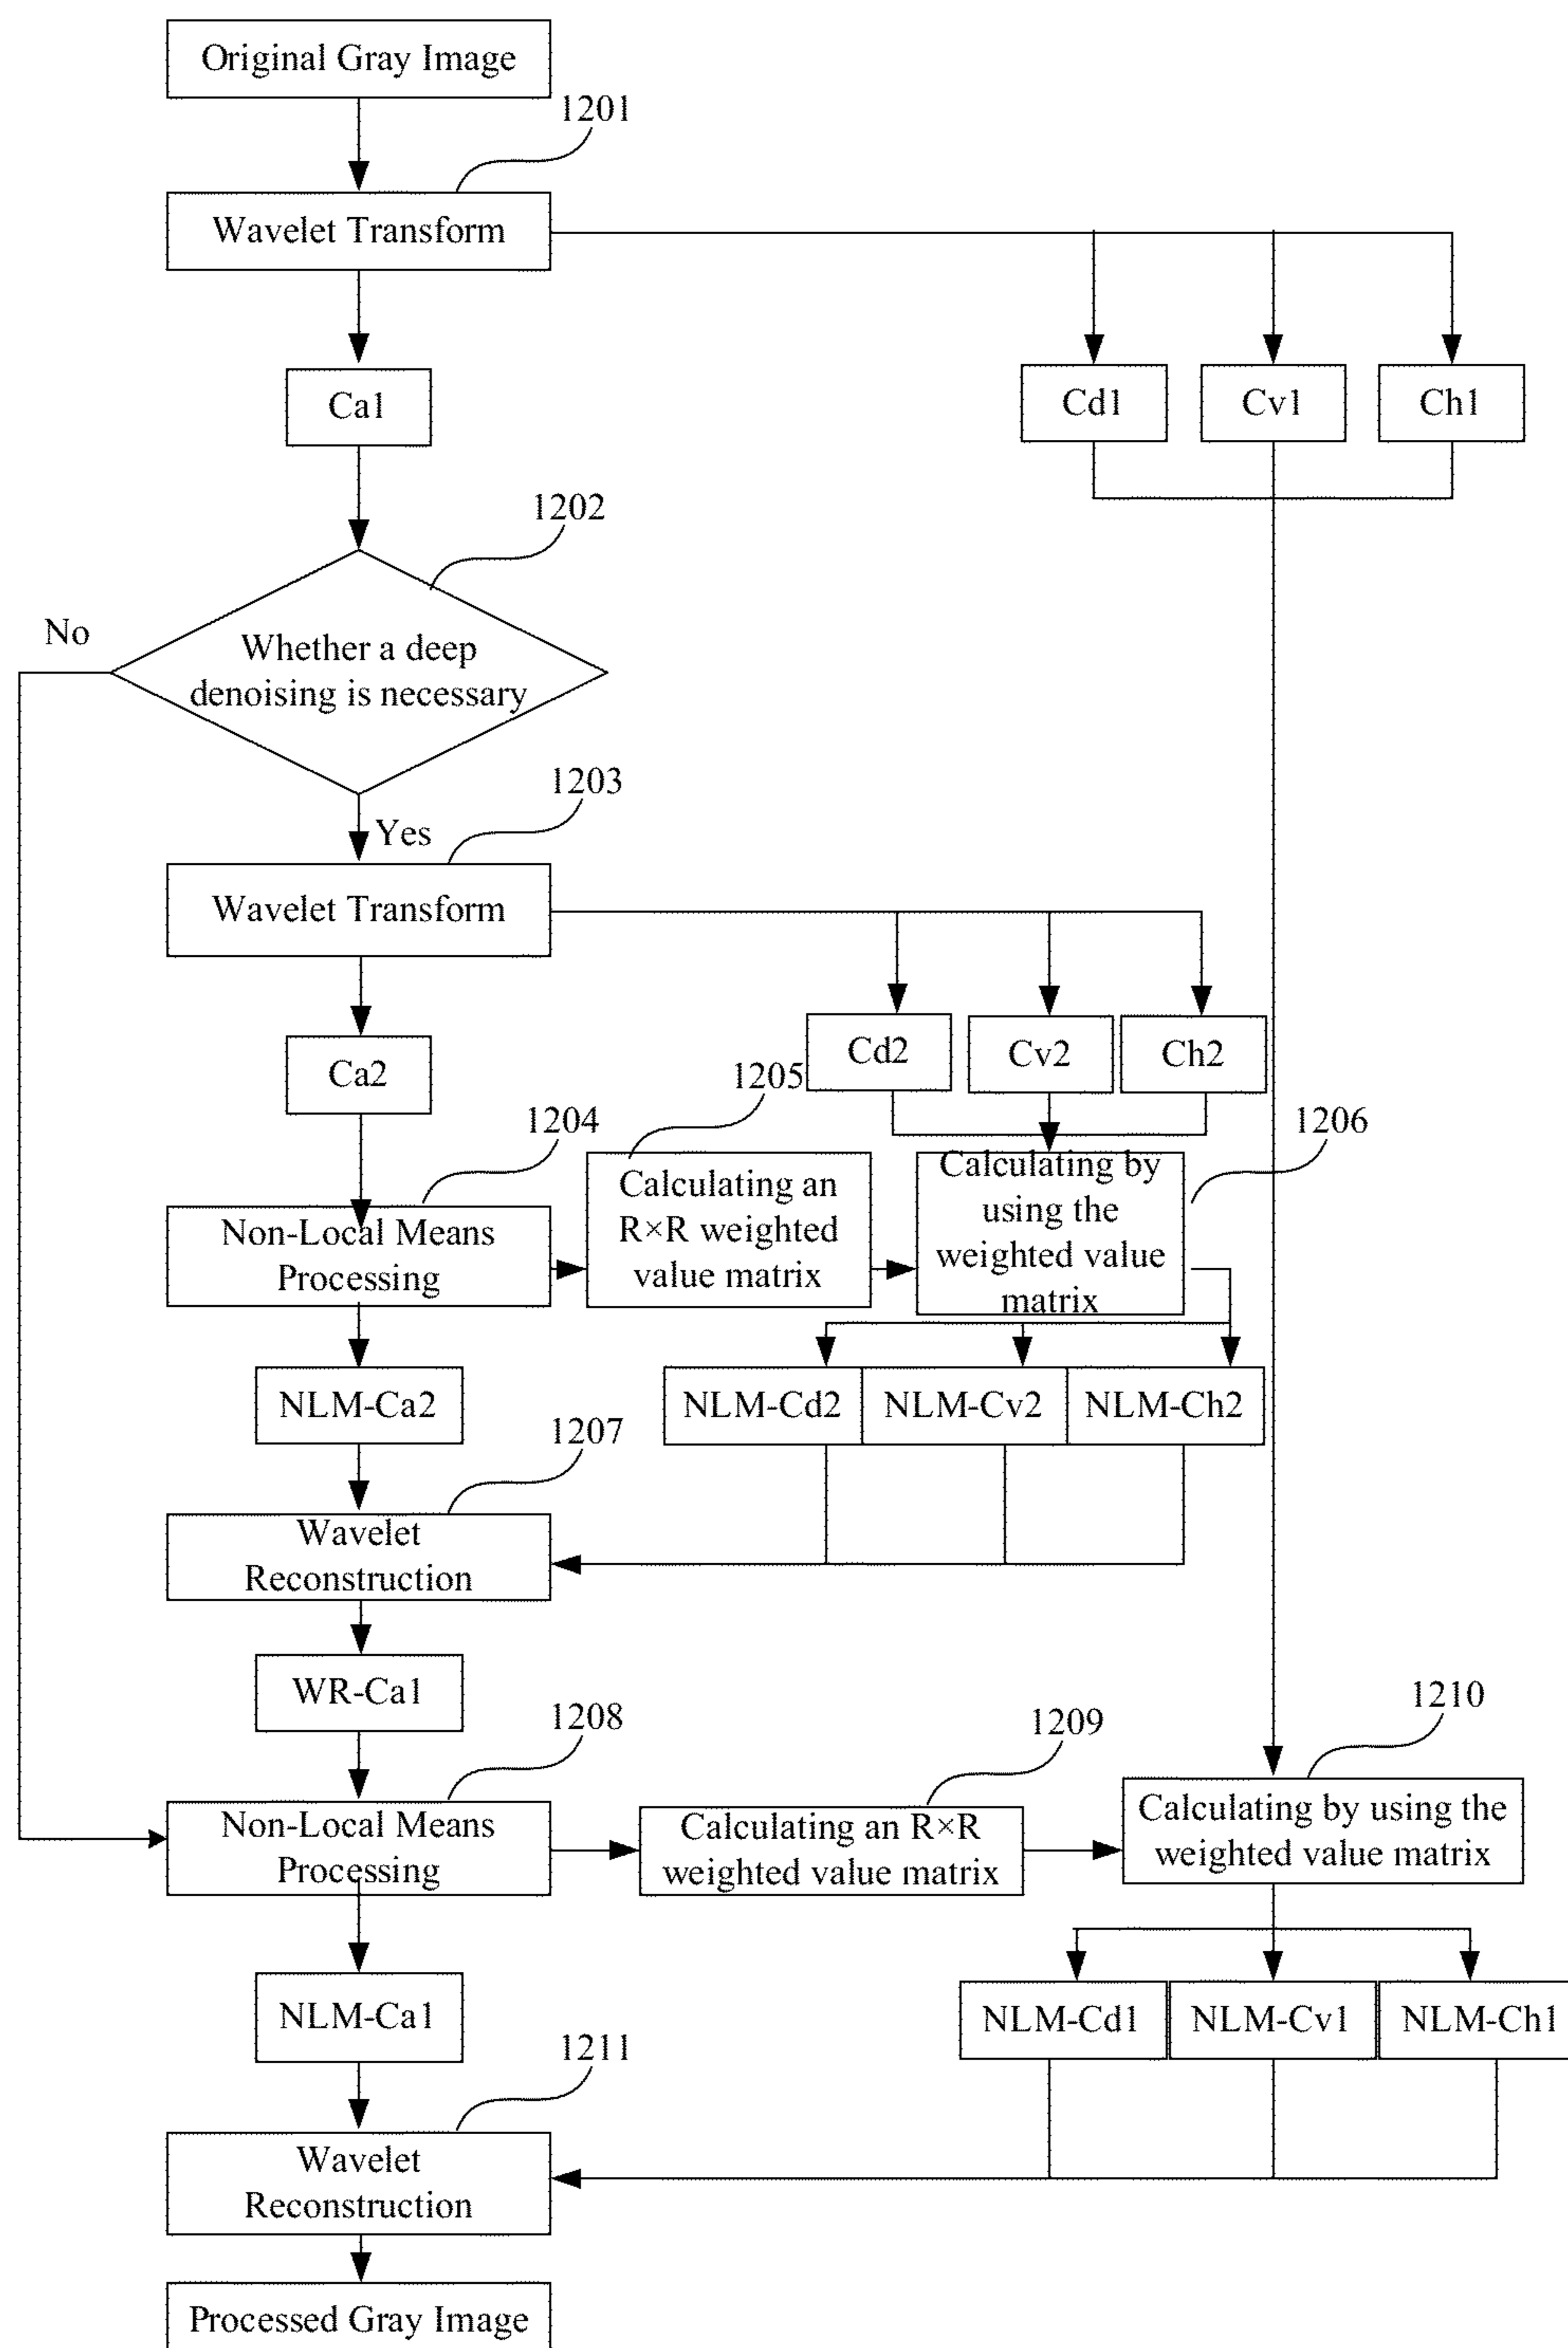 Original Gray Image
1201
Wavelet Transform
Ca1
Cd1
Cv1
Ch1
1202
No
Whether a deep
denoising is necessary
1203
Yes
Wavelet Transform
Cd2
Cv2
Ch2
Ca2
1205
1204
1206
Calculating an
R×R weighted
value matrix
Calculating by
using the
weighted value
matrix
Non-Local Means
Processing
NLM-Ca2
NLM-Cd2
NLM-Cv2
NLM-Ch2
1207
Wavelet
Reconstruction
WR-Ca1
1208
1209
1210
Non-Local Means
Processing
Calculating an R×R
weighted value matrix
Calculating by using the
weighted value matrix
NLM-Ca1
NLM-Cd1
NLM-Cv1
NLM-Ch1
1211
Wavelet
Reconstruction
Processed Gray Image